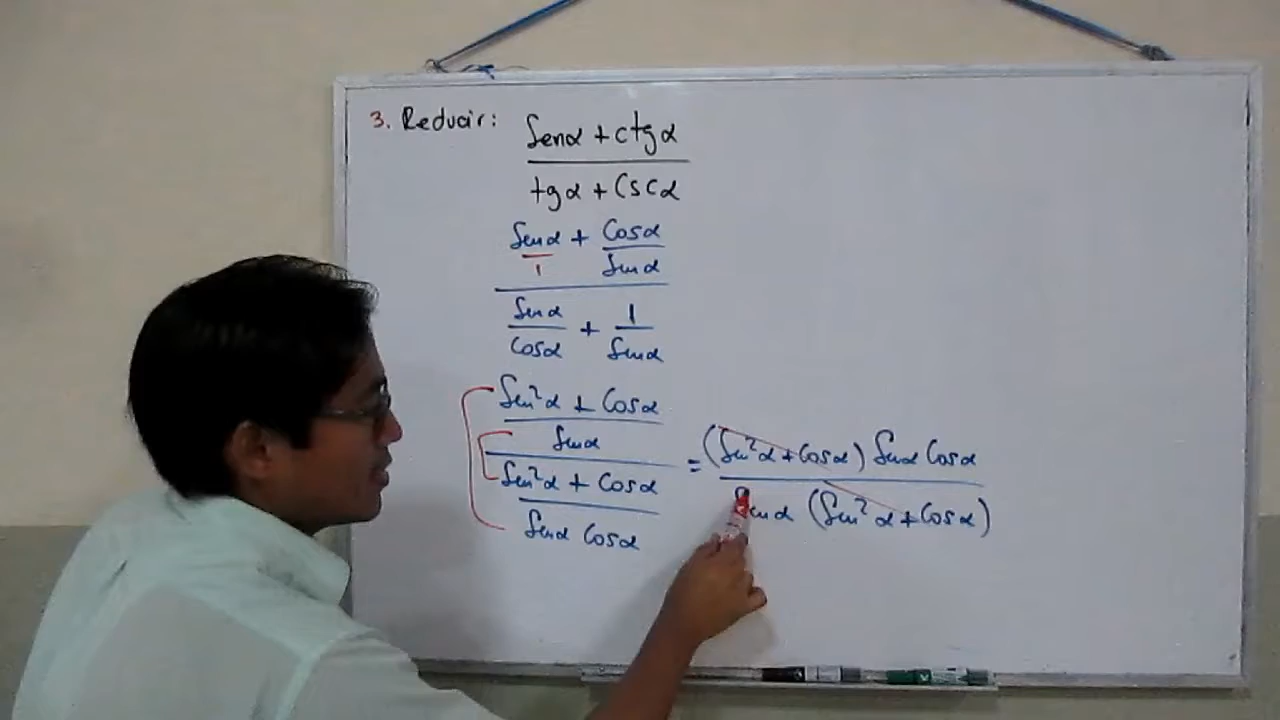 3. Reducir:
Senα + ctgα
tgα + Cscα
Senα + Cosα
1 Senα
Senα + 1
Cosα Senα
Sen²α + Cosα
Senα
Sen²α + Cosα
Senα Cosα
= (Sen²α + Cosα) Senα Cosα
Senα (Sen²α + Cosα)